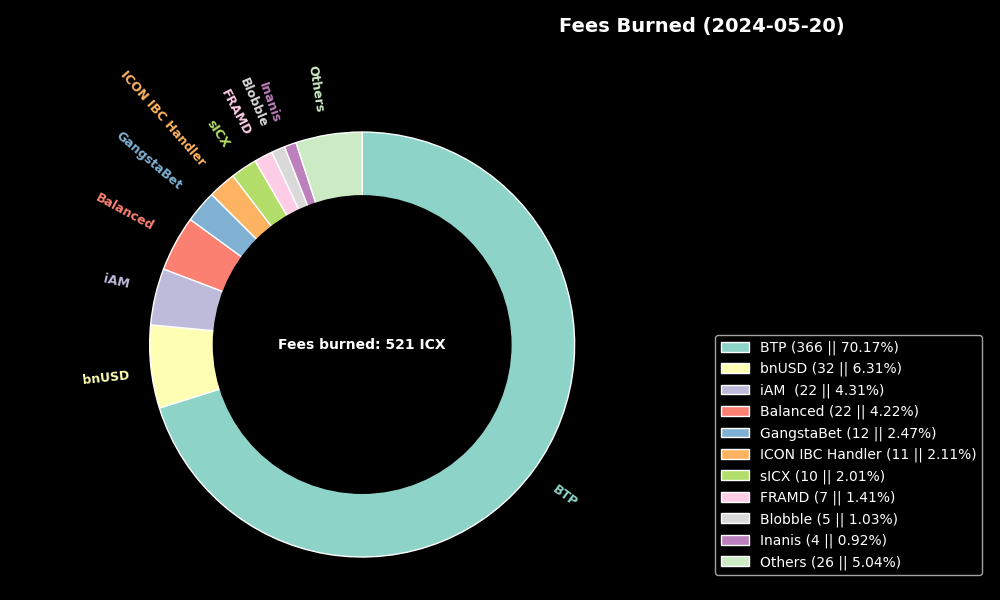 Fees Burned (2024-05-20)
Others
Inanis
Blobble
FRAMD
sICX
ICON IBC Handler
GangstaBet
Balanced
iAM
bnUSD
BTP
Fees burned: 521 ICX
BTP (366 || 70.17%)
bnUSD (32 || 6.31%)
iAM  (22 || 4.31%)
Balanced (22 || 4.22%)
GangstaBet (12 || 2.47%)
ICON IBC Handler (11 || 2.11%)
sICX (10 || 2.01%)
FRAMD (7 || 1.41%)
Blobble (5 || 1.03%)
Inanis (4 || 0.92%)
Others (26 || 5.04%)